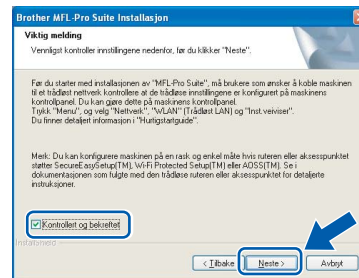 Brother MFL-Pro Suite Installasjon
Viktig melding
Vennligst kontroller innstillingene nedenfor, før du klikker "Neste".
Før du starter med installasjonen av "MFL-Pro Suite", må brukere som ønsker å koble maskinen
til et trådløst nettverk kontrollere at de trådløse innstillingene er konfigurert på maskinens
kontrollpanel. Du kan gjøre dette på maskinens kontrollpanel.
Trykk "Menu", og velg "Nettverk", "WLAN" (Trådløst LAN) og "Inst.veiviser".
Du finner detaljert informasjon i "Hurtigstartguide".
Merk: Du kan konfigurere maskinen på en rask og enkel måte hvis ruteren eller aksesspunktet
støtter SecureEasySetup(TM), Wi-Fi Protected Setup(TM) eller AOSS(TM). Se i
dokumentasjonen som fulgte med den trådløse ruteren eller aksesspunktet for detaljerte
instruksjoner.
Kontrollert og bekreftet
InstallShield
< Tilbake
Neste >
Avbryt